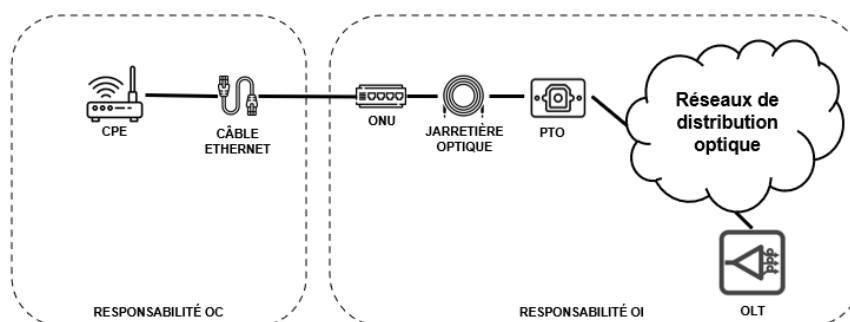 Réseaux de
distribution
optique
CPE
CÂBLE
ETHERNET
ONU
JARRETIÈRE
OPTIQUE
PTO
RESPONSABILITÉ OC
RESPONSABILITÉ OI
OLT